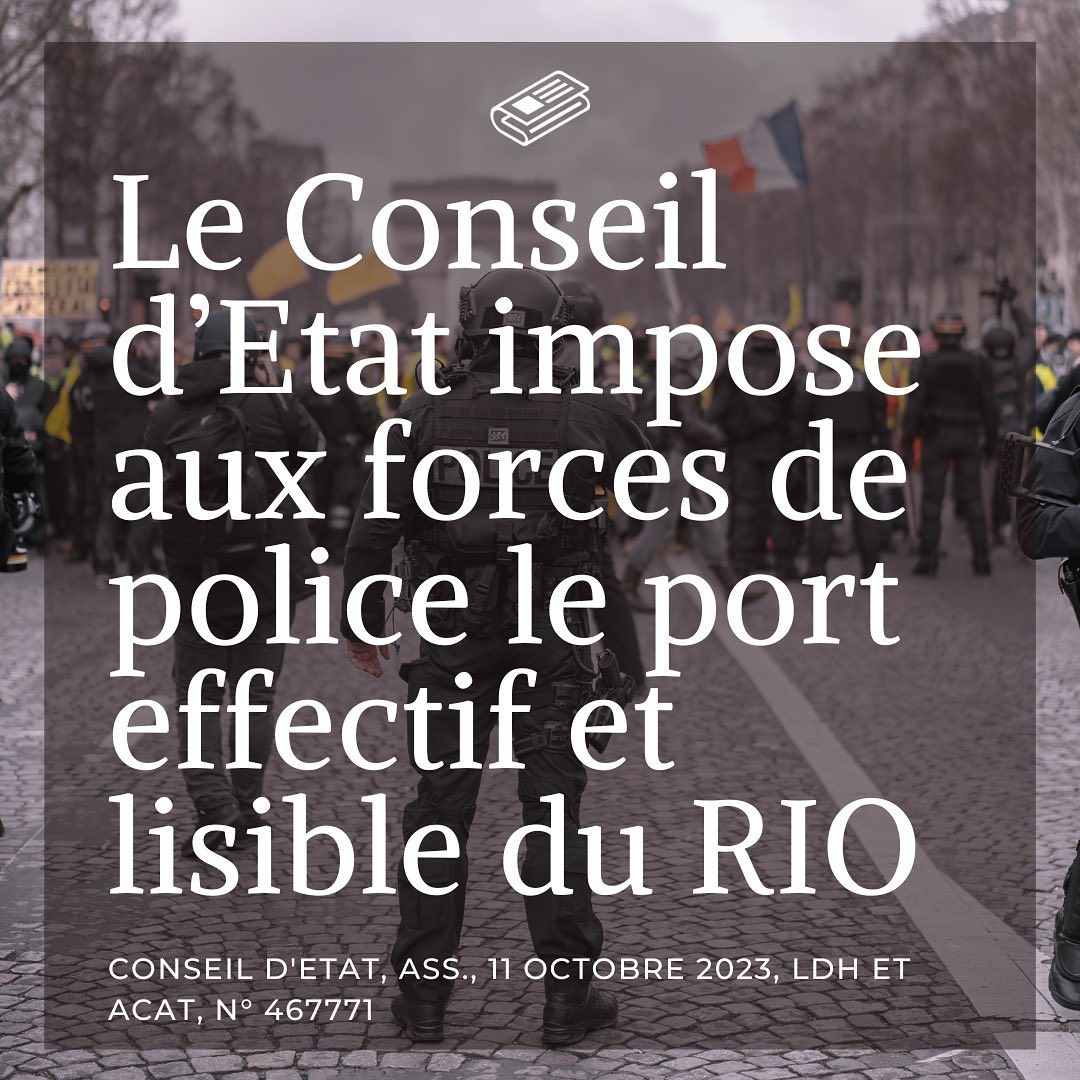 Le Conseil
d’Etat impose
aux forces de
police le port
effectif et
lisible du RIO
CONSEIL D'ETAT, ASS., 11 OCTOBRE 2023, LDH ET
ACAT, N° 467771
POLICE